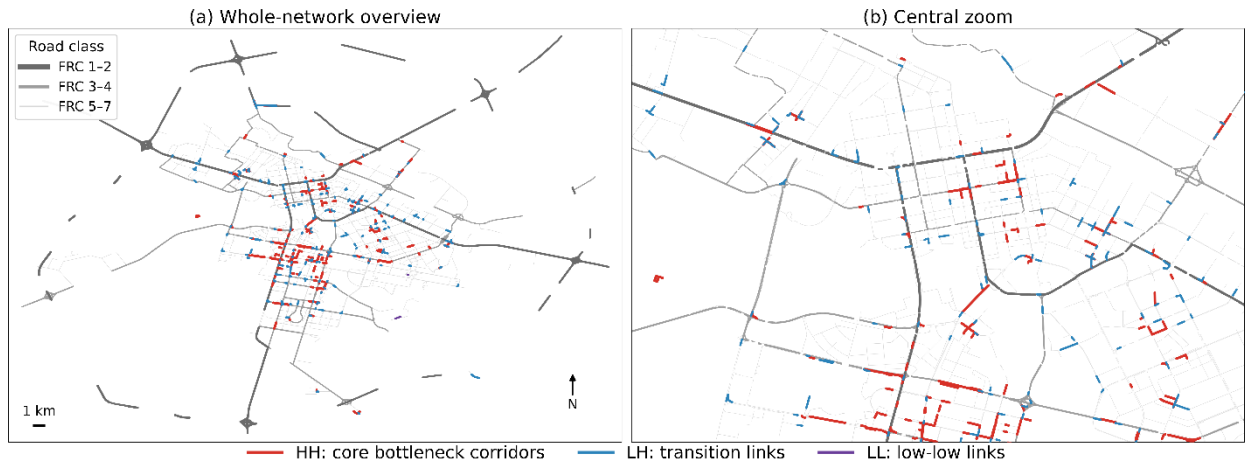 (a) Whole-network overview
(b) Central zoom
Road class
FRC 1–2
FRC 3–4
FRC 5–7
1 km
N
HH: core bottleneck corridors
LH: transition links
LL: low-low links